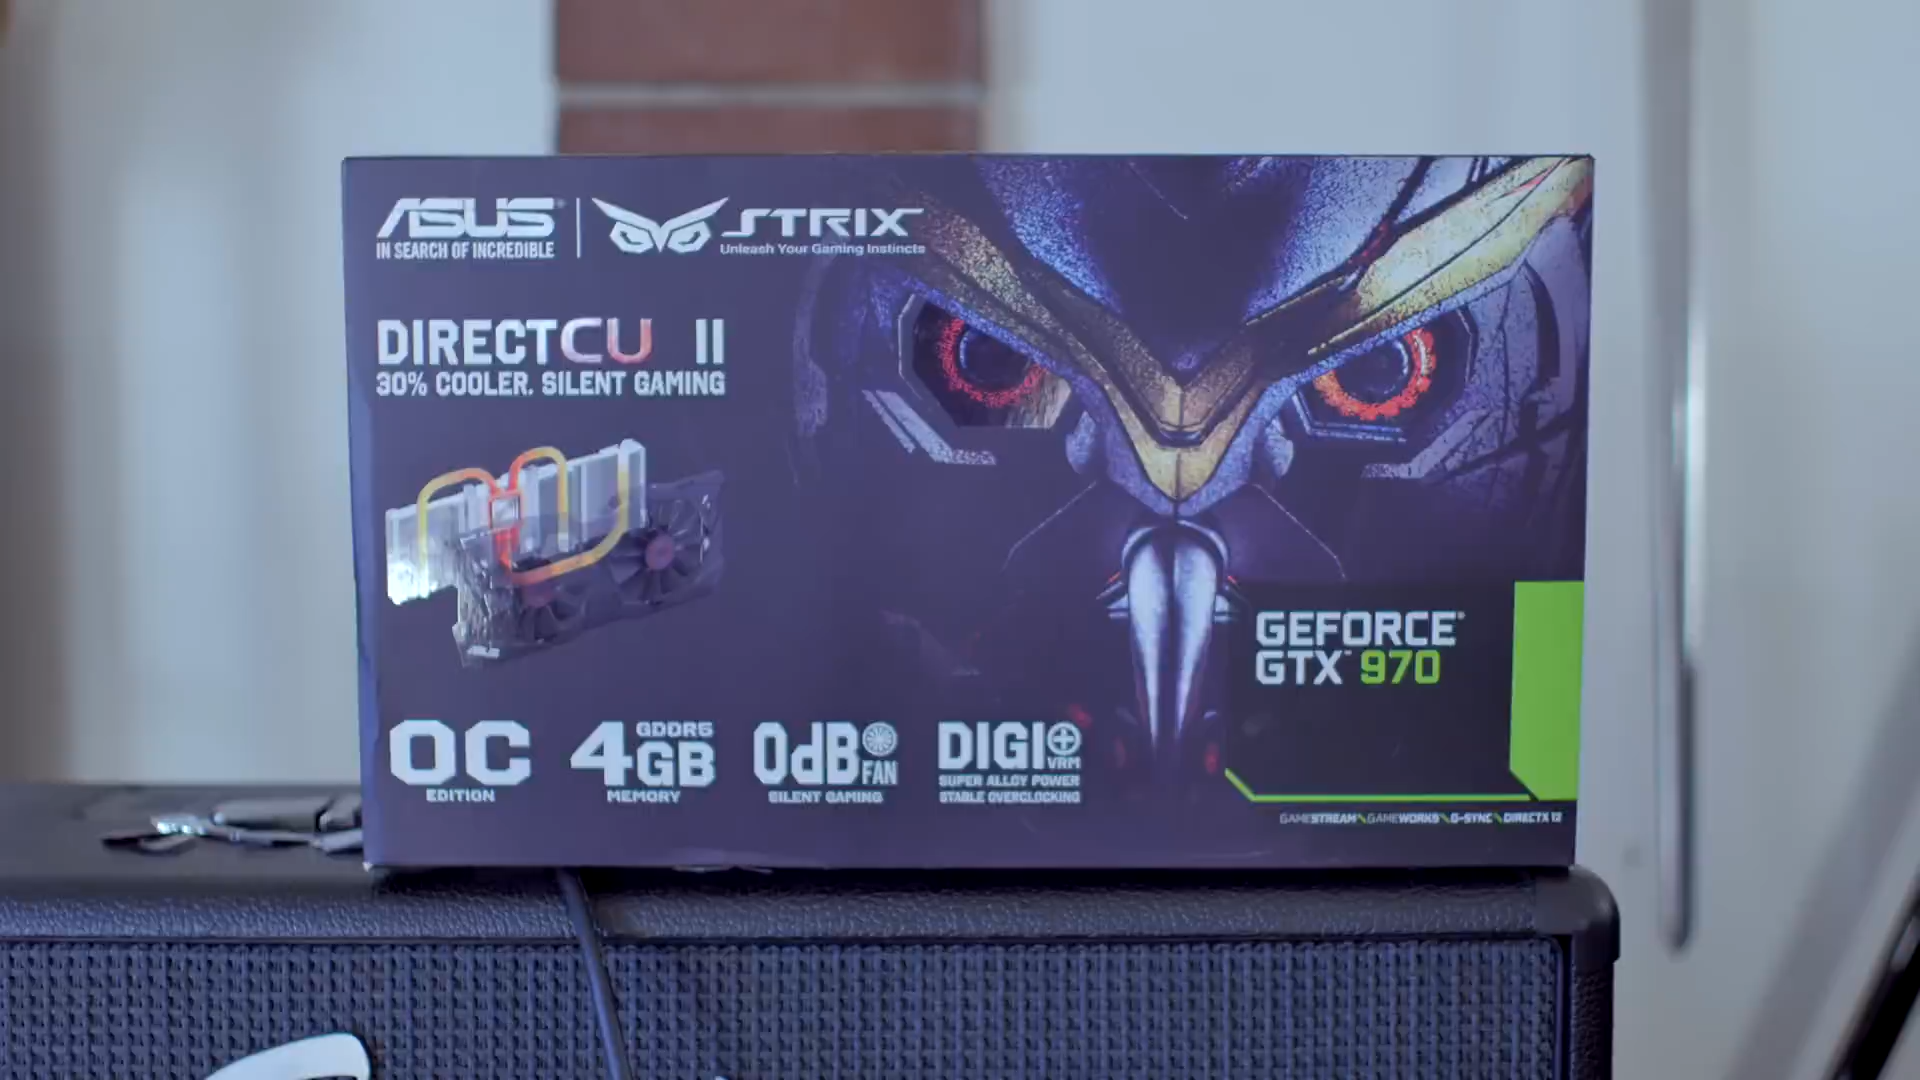 ASUS
IN SEARCH OF INCREDIBLE
STRIX
Unleash Your Gaming Instincts
DIRECTCU II
30% COOLER. SILENT GAMING
ASUS
GEFORCE®
GTX™ 970
OC
EDITION
4GB GDDR5
MEMORY
0dB FAN
SILENT GAMING
DIGI+ VRM
SUPER ALLOY POWER
STABLE OVERCLOCKING
GAMESTREAM\GAMEWORKS\G-SYNC\DIRECTX 12